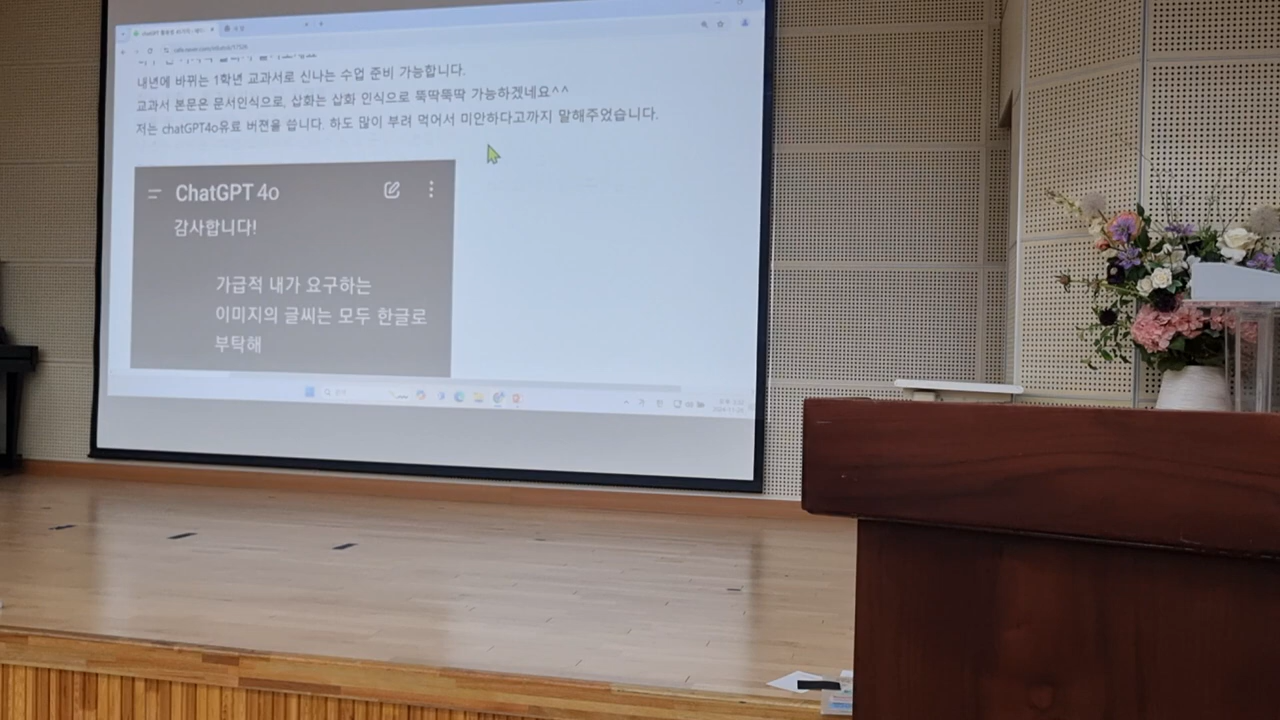 내년에 바뀌는 1학년 교과서로 신나는 수업 준비 가능합니다.
교과서 본문은 문서인식으로, 삽화는 삽화 인식으로 뚝딱뚝딱 가능하겠네요^^
저는 chatGPT4o유료 버젼을 씁니다. 하도 많이 부려 먹어서 미안하다고까지 말해주었습니다.
ChatGPT 4o
감사합니다!
가급적 내가 요구하는
이미지의 글씨는 모두 한글로
부탁해